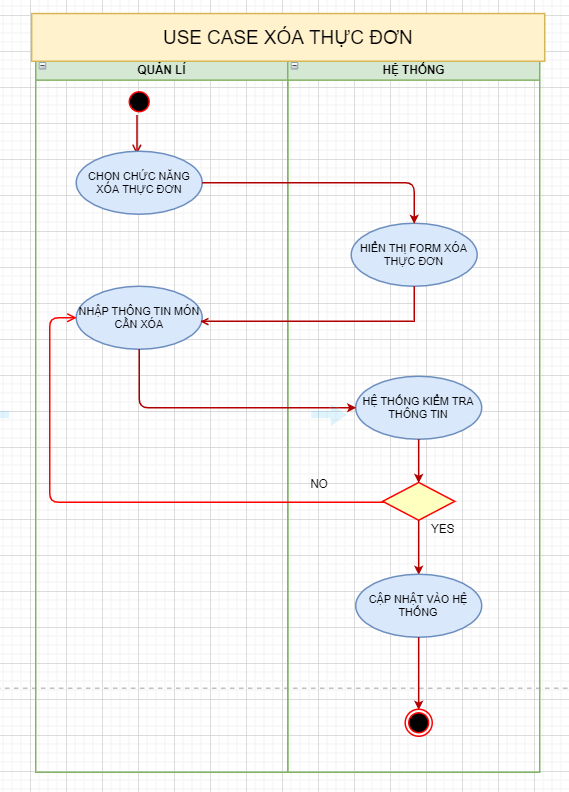 USE CASE XÓA THỰC ĐƠN
QUẢN LÍ
HỆ THỐNG
CHỌN CHỨC NĂNG
XÓA THỰC ĐƠN
HIỂN THỊ FORM XÓA
THỰC ĐƠN
NHẬP THÔNG TIN MÓN
CẦN XÓA
HỆ THỐNG KIỂM TRA
THÔNG TIN
NO
YES
CẬP NHẬT VÀO HỆ
THỐNG